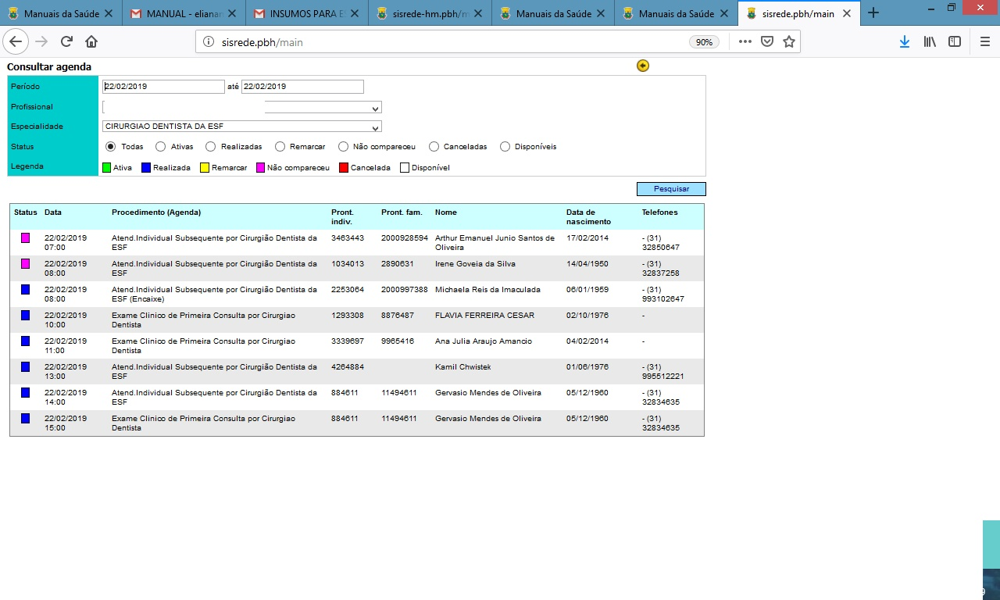 Manuais da Saúde
MANUAL - elianar
INSUMOS PARA E
sisrede-hm.pbh/m
Manuais da Saúde
Manuais da Saúde
sisrede.pbh/main
sisrede.pbh/main
90%
Consultar agenda
Período 22/02/2019 até 22/02/2019
Profissional
Especialidade CIRURGIAO DENTISTA DA ESF
Status Todas Ativas Realizadas Remarcar Não compareceu Canceladas Disponíveis
Legenda Ativa Realizada Remarcar Não compareceu Cancelada Disponível
Pesquisar
Status Data Procedimento (Agenda) Pront. Pront. fam. Nome Data de Telefones
indiv. nascimento
22/02/2019 Atend.Individual Subsequente por Cirurgião Dentista da 3463443 2000928594 Arthur Emanuel Junio Santos de 17/02/2014 - (31)
07:00 ESF Oliveira 32850647
22/02/2019 Atend.Individual Subsequente por Cirurgião Dentista da 1034013 2890631 Irene Goveia da Silva 14/04/1950 - (31)
08:00 ESF 32837258
22/02/2019 Atend.Individual Subsequente por Cirurgião Dentista da 2253064 2000997388 Michaela Reis da Imaculada 06/01/1959 - (31)
08:00 ESF (Encaixe) 993102647
22/02/2019 Exame Clinico de Primeira Consulta por Cirurgiao 1293308 8876487 FLAVIA FERREIRA CESAR 02/10/1976 -
10:00 Dentista
22/02/2019 Exame Clinico de Primeira Consulta por Cirurgiao 3339697 9965416 Ana Julia Araujo Amancio 04/02/2014 -
11:00 Dentista
22/02/2019 Atend.Individual Subsequente por Cirurgião Dentista da 4264884 Kamil Chwistek 01/06/1976 - (31)
13:00 ESF 995512221
22/02/2019 Atend.Individual Subsequente por Cirurgião Dentista da 884611 11494611 Gervasio Mendes de Oliveira 05/12/1960 - (31)
14:00 ESF 32834635
22/02/2019 Exame Clinico de Primeira Consulta por Cirurgiao 884611 11494611 Gervasio Mendes de Oliveira 05/12/1960 - (31)
15:00 Dentista 32834635